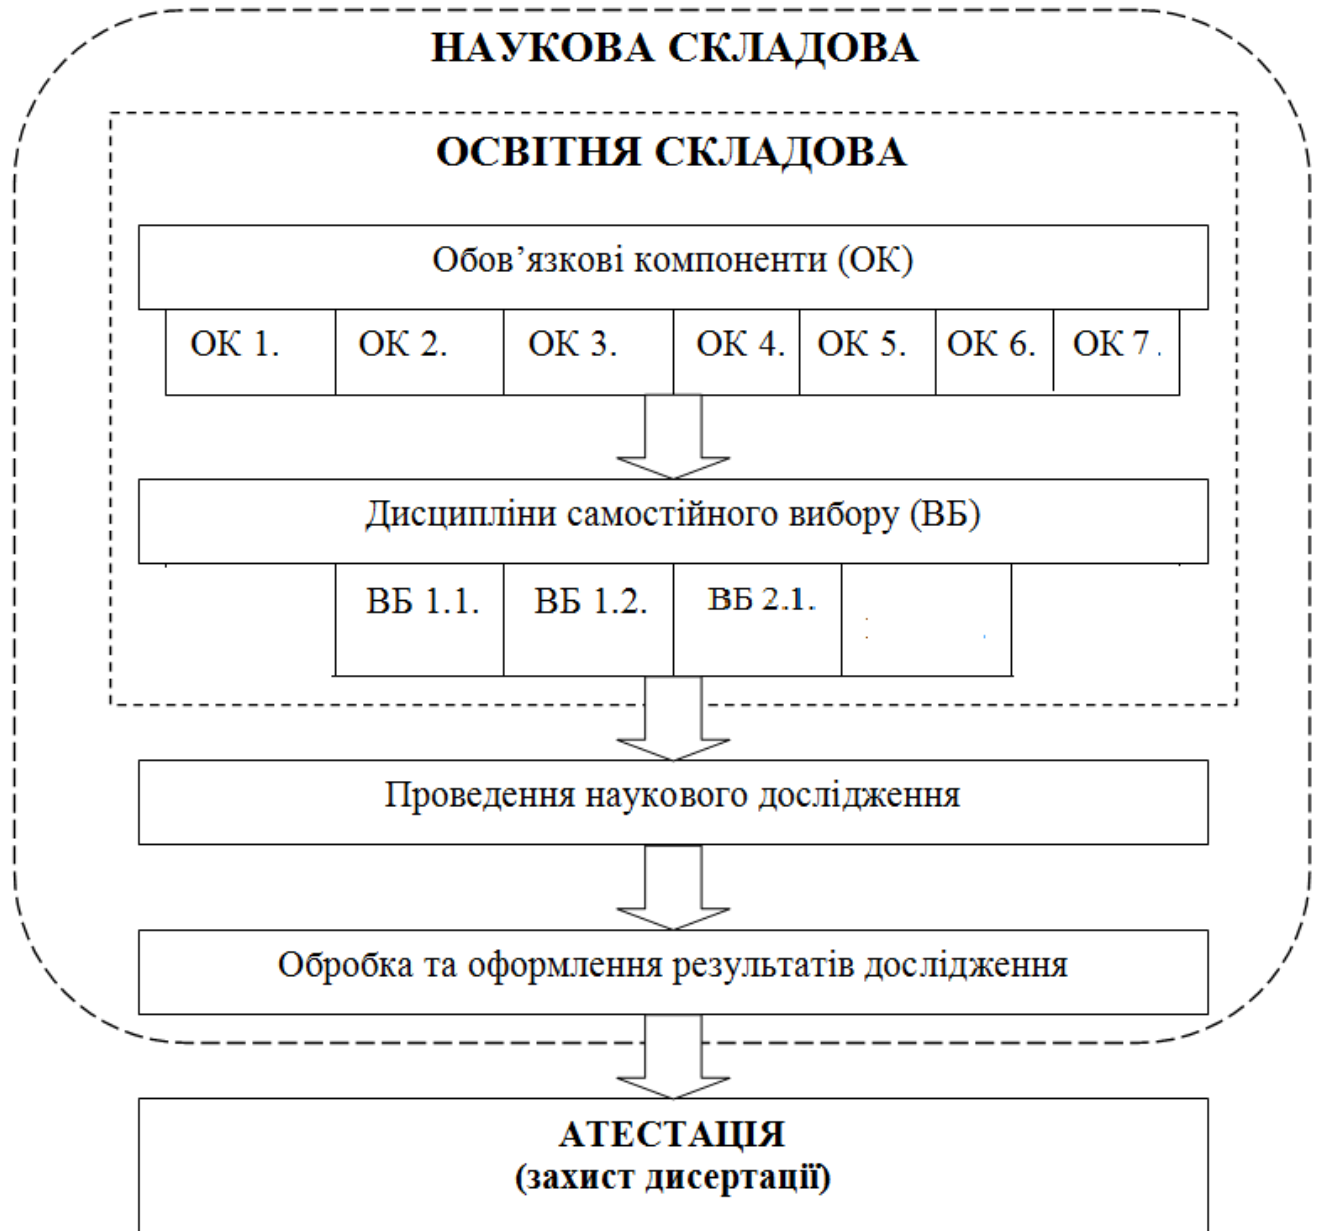 НАУКОВА СКЛАДОВА
ОСВІТНЯ СКЛАДОВА
Обов’язкові компоненти (ОК)
ОК 1. ОК 2. ОК 3. ОК 4. ОК 5. ОК 6. ОК 7.
Дисципліни самостійного вибору (ВБ)
ВБ 1.1. ВБ 1.2. ВБ 2.1.
Проведення наукового дослідження
Обробка та оформлення результатів дослідження
АТЕСТАЦІЯ
(захист дисертації)